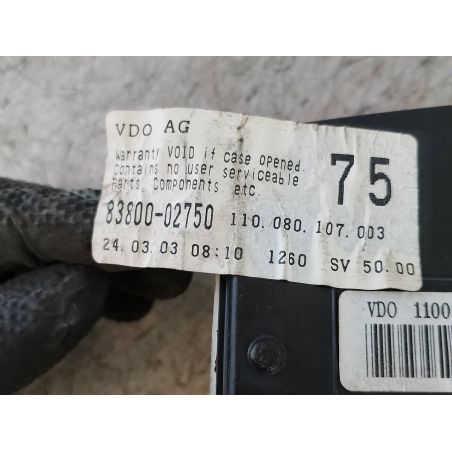 VDO AG
Warranty VOID if case opened.
Contains no user serviceable
Parts, Components, etc.
75
83800-02750 110.080.107.003
24.03.03 08:10 1260 SV 50.00
VDO 1100